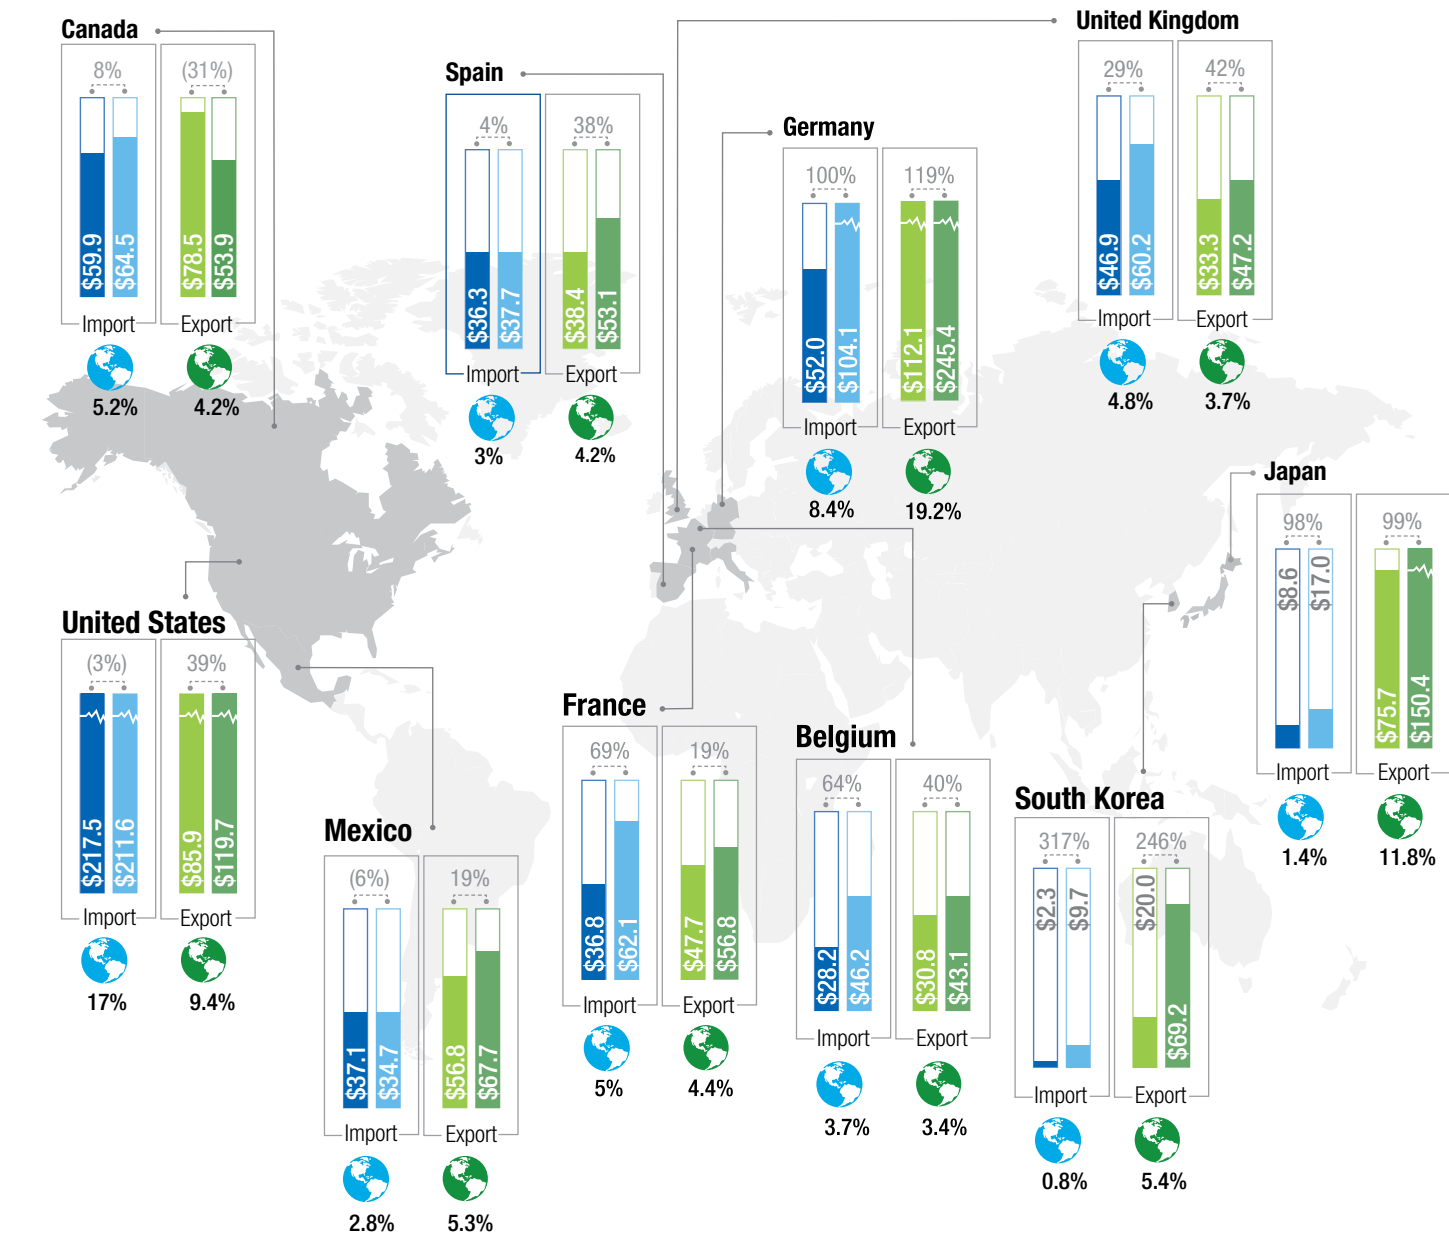 Canada
8%
(31%)
$59.9
$64.5
$78.5
$53.9
Import
Export
5.2%
4.2%
Spain
4%
38%
$36.3
$37.7
$38.4
$53.1
Import
Export
3%
4.2%
Germany
100%
119%
$52.0
$104.1
$112.1
$245.4
Import
Export
8.4%
19.2%
United Kingdom
29%
42%
$46.9
$60.2
$33.3
$47.2
Import
Export
4.8%
3.7%
Japan
98%
99%
$8.6
$17.0
$75.7
$150.4
Import
Export
1.4%
11.8%
United States
(3%)
39%
$217.5
$211.6
$85.9
$119.7
Import
Export
17%
9.4%
Mexico
(6%)
19%
$37.1
$34.7
$56.8
$67.7
Import
Export
2.8%
5.3%
France
69%
19%
$36.8
$62.1
$47.7
$56.8
Import
Export
5%
4.4%
Belgium
64%
40%
$28.2
$46.2
$30.8
$43.1
Import
Export
3.7%
3.4%
South Korea
317%
246%
$2.3
$9.7
$20.0
$69.2
Import
Export
0.8%
5.4%